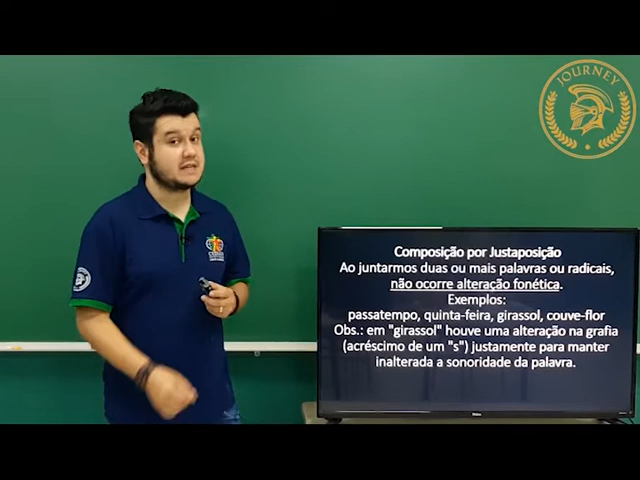 JOURNEY
Composição por Justaposição
Ao juntarmos duas ou mais palavras ou radicais,
não ocorre alteração fonética.
Exemplos:
passatempo, quinta-feira, girassol, couve-flor
Obs.: em "girassol" houve uma alteração na grafia
(acréscimo de um "s") justamente para manter
inalterada a sonoridade da palavra.